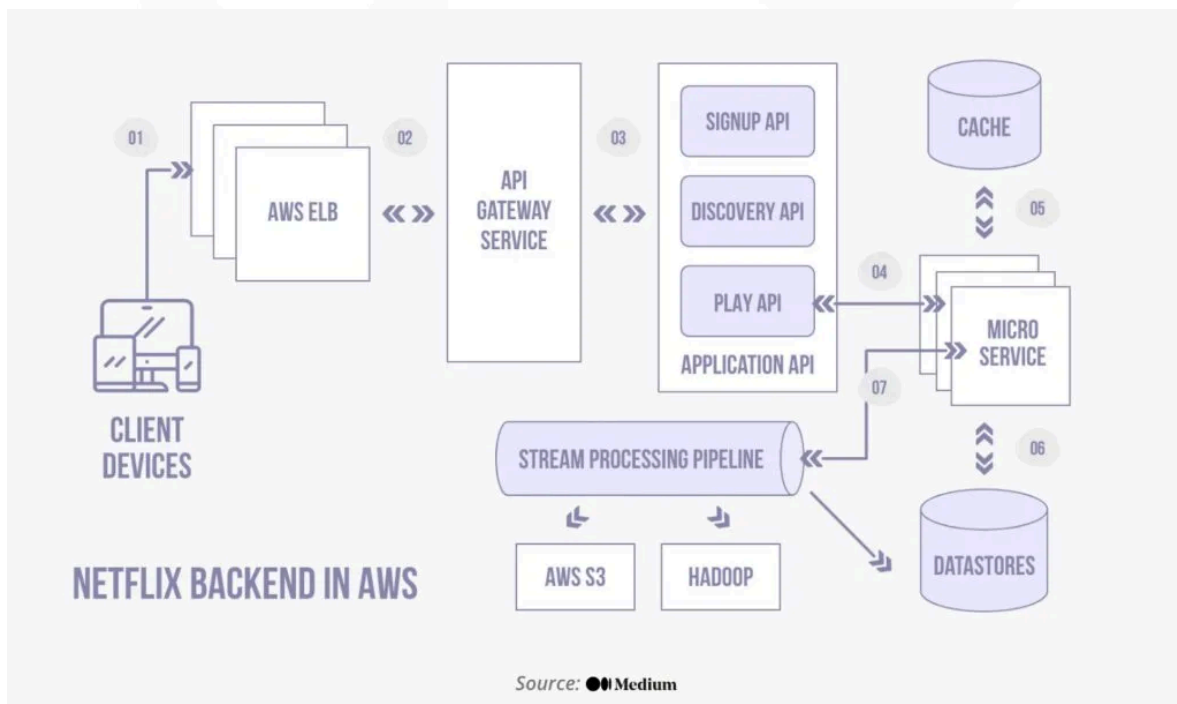 01
02
03
04
05
06
07
CLIENT
DEVICES
AWS ELB
API
GATEWAY
SERVICE
SIGNUP API
DISCOVERY API
PLAY API
APPLICATION API
CACHE
MICRO
SERVICE
DATASTORES
STREAM PROCESSING PIPELINE
AWS S3
HADOOP
NETFLIX BACKEND IN AWS
Source: Medium